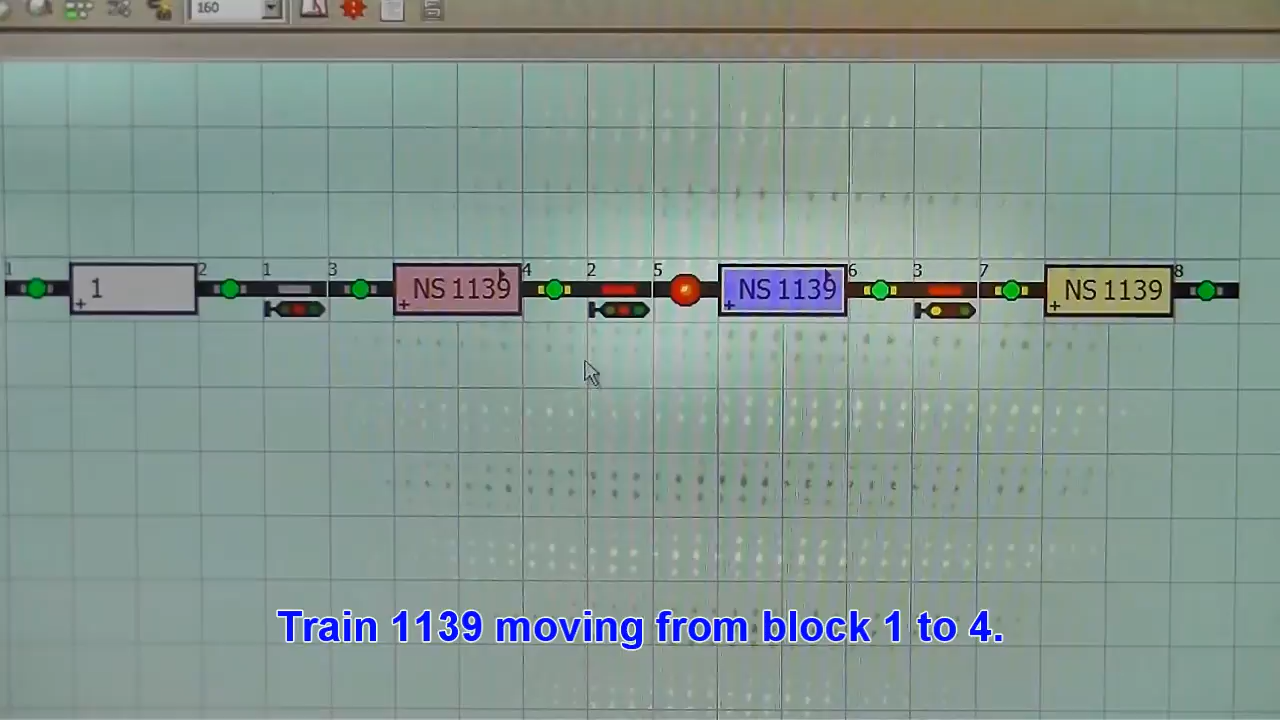 160
1 2 1 3 4 2 5 6 3 7 8
1 NS 1139 NS 1139 NS 1139
Train 1139 moving from block 1 to 4.